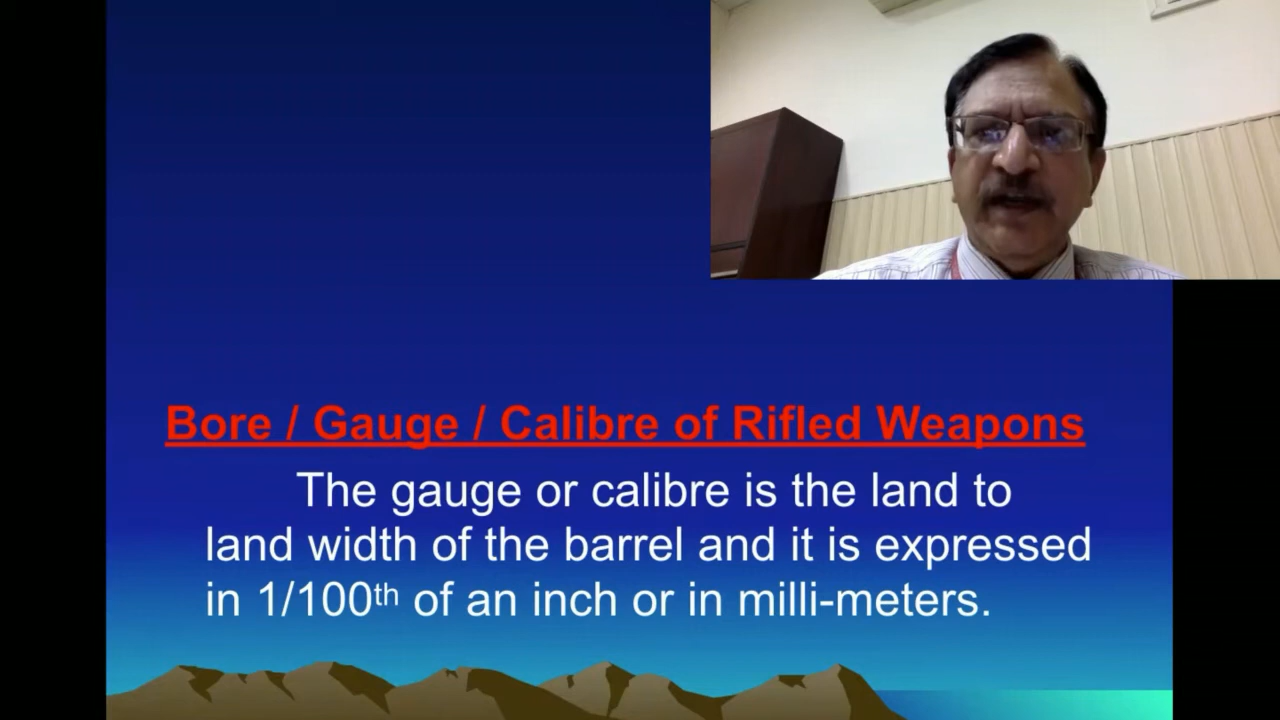 Bore / Gauge / Calibre of Rifled Weapons
The gauge or calibre is the land to
land width of the barrel and it is expressed
in 1/100th of an inch or in milli-meters.